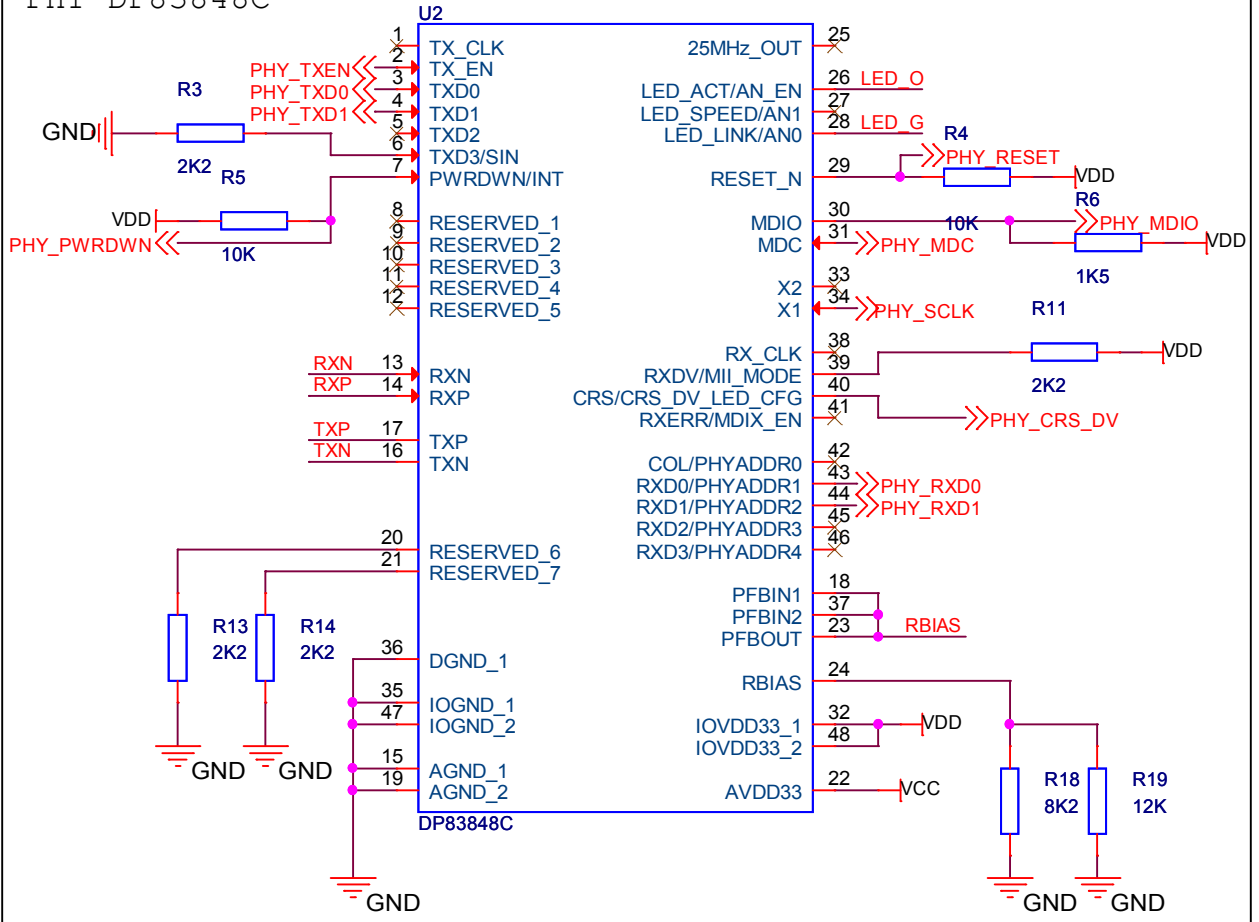 PHY DP83848C
U2
1 TX_CLK
2 TX_EN PHY_TXEN
3 TXD0 PHY_TXD0
4 TXD1 PHY_TXD1
5 TXD2
6 TXD3/SIN
7 PWRDWN/INT
R3
GND
2K2
R5
VDD
PHY_PWRDWN
10K
8 RESERVED_1
9 RESERVED_2
10 RESERVED_3
11 RESERVED_4
12 RESERVED_5
RXN 13 RXN
RXP 14 RXP
TXP 17 TXP
TXN 16 TXN
20 RESERVED_6
21 RESERVED_7
R13
2K2
R14
2K2
GND
GND
36 DGND_1
35 IOGND_1
47 IOGND_2
15 AGND_1
19 AGND_2
GND
DP83848C
25MHz_OUT 25
LED_ACT/AN_EN 26 LED_O
LED_SPEED/AN1 27
LED_LINK/AN0 28 LED_G
R4
PHY_RESET
RESET_N 29
VDD
10K
R6
MDIO 30 PHY_MDIO
MDC 31 PHY_MDC
VDD
1K5
X2 33
X1 34 PHY_SCLK
R11
RX_CLK 38
VDD
RXDV/MII_MODE 39
2K2
CRS/CRS_DV_LED_CFG 40
PHY_CRS_DV
RXERR/MDIX_EN 41
COL/PHYADDR0 42
RXD0/PHYADDR1 43 PHY_RXD0
RXD1/PHYADDR2 44 PHY_RXD1
RXD2/PHYADDR3 45
RXD3/PHYADDR4 46
PFBIN1 18
PFBIN2 37
PFBOUT 23 RBIAS
RBIAS 24
IOVDD33_1 32 VDD
IOVDD33_2 48
AVDD33 22 VCC
R18
8K2
R19
12K
GND
GND